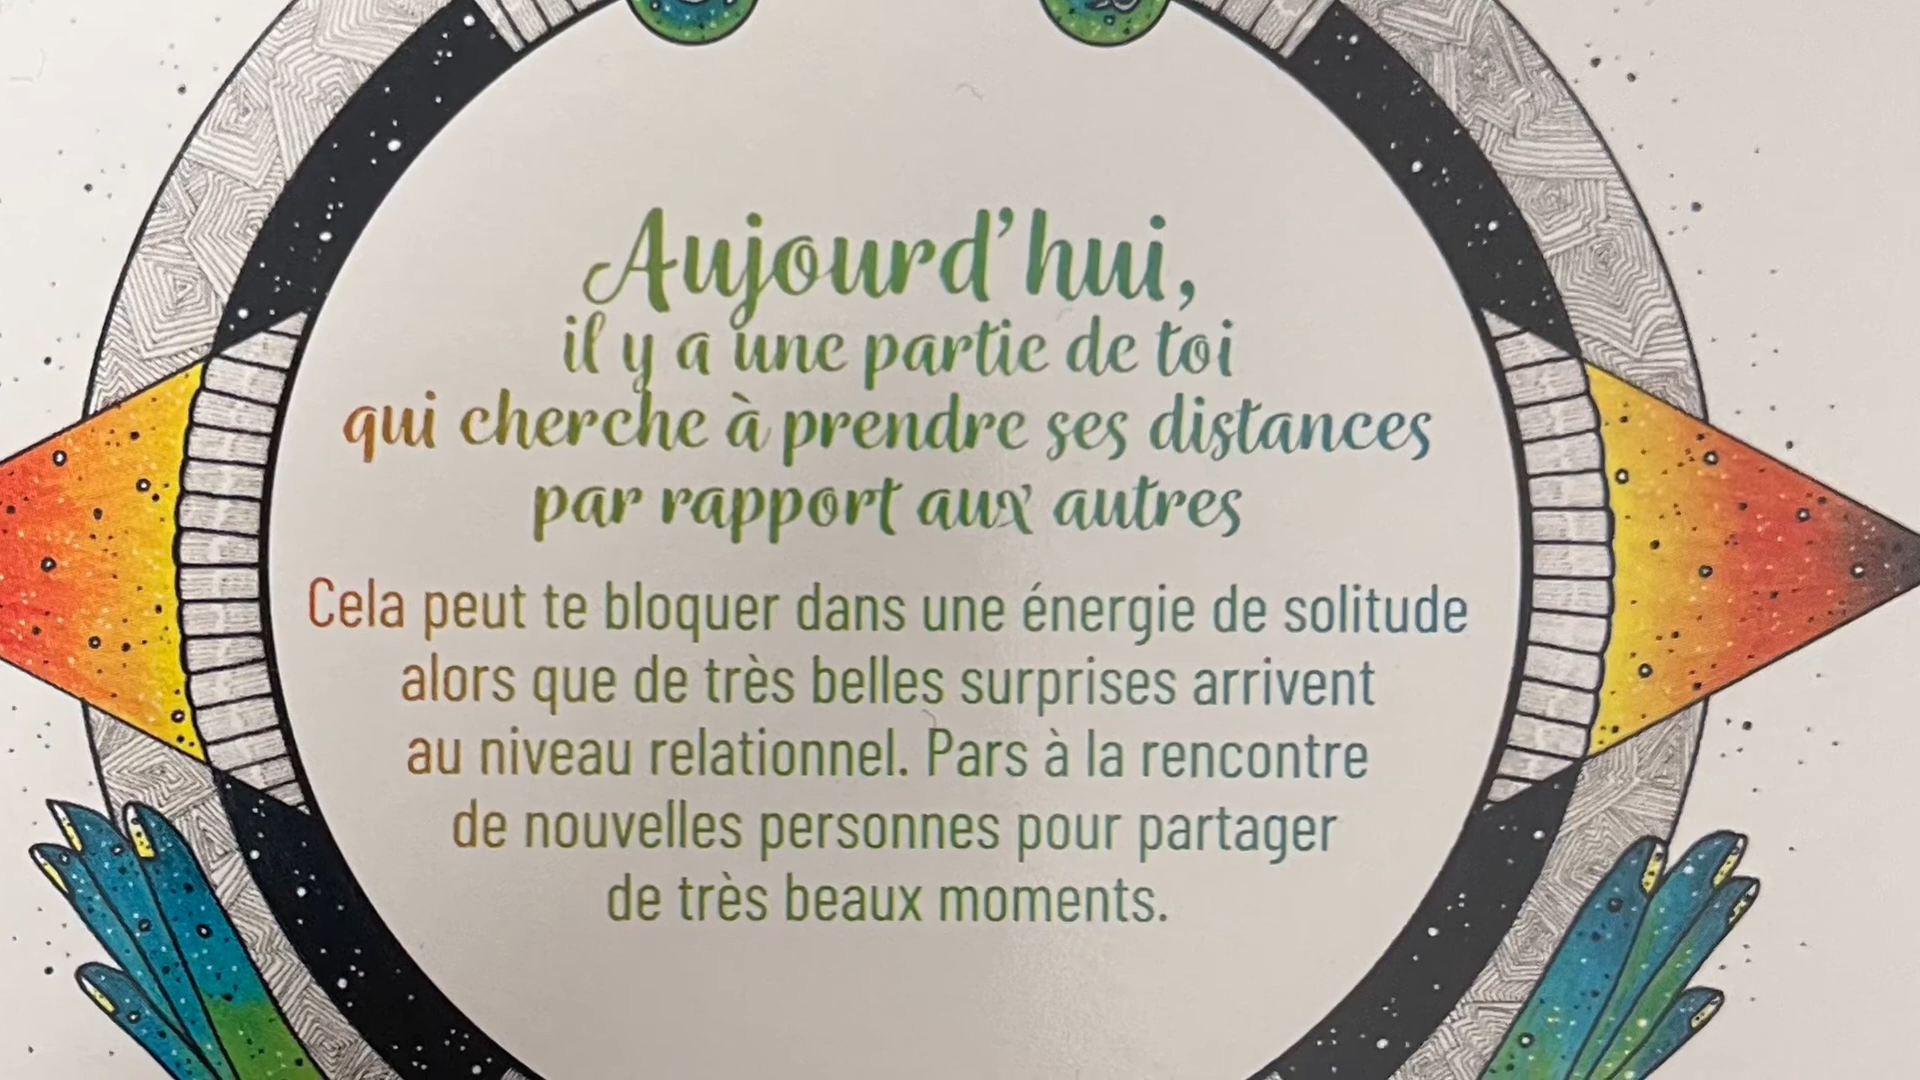 Aujourd'hui,
il y a une partie de toi
qui cherche à prendre ses distances
par rapport aux autres
Cela peut te bloquer dans une énergie de solitude
alors que de très belles surprises arrivent
au niveau relationnel. Pars à la rencontre
de nouvelles personnes pour partager
de très beaux moments.